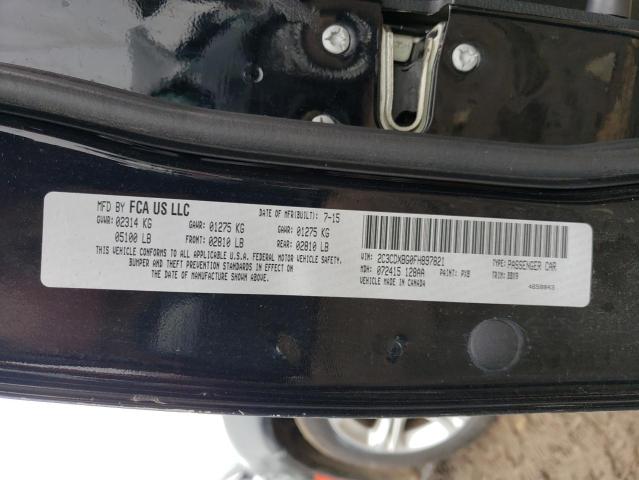 MFD BY FCA US LLC
DATE OF MFR(BUILT): 7-15
GVWR: 02314 KG GAWR: 01275 KG GAWR: 01275 KG
05100 LB FRONT: 02810 LB REAR: 02810 LB
THIS VEHICLE CONFORMS TO ALL APPLICABLE U.S.A. FEDERAL MOTOR VEHICLE SAFETY,
BUMPER AND THEFT PREVENTION STANDARDS IN EFFECT ON THE
DATE OF MANUFACTURE SHOWN ABOVE.
VIN: 2C3CDXBG0FH897821 TYPE: PASSENGER CAR
MDH: 072415 12BAA PAINT: PX8 TRIM: BBX9
VEHICLE MADE IN CANADA